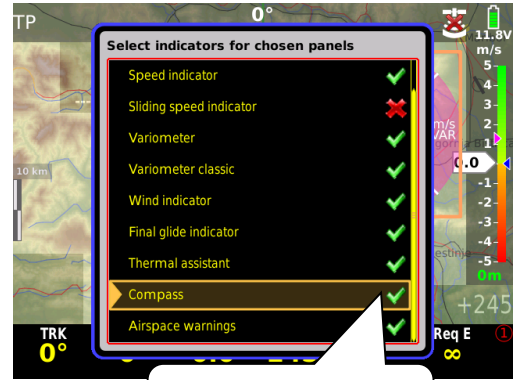 TP
0°
11.8V
Select indicators for chosen panels
m/s
Speed indicator
5
4
Sliding speed indicator
3
m/s
VAR
2
Variometer
1
10 km
Variometer classic
0.0
-1
Wind indicator
-2
Final glide indicator
-3
-4
Thermal assistant
-5
0m
Compass
+245
Airspace warnings
TRK
Req E
1
0°
∞